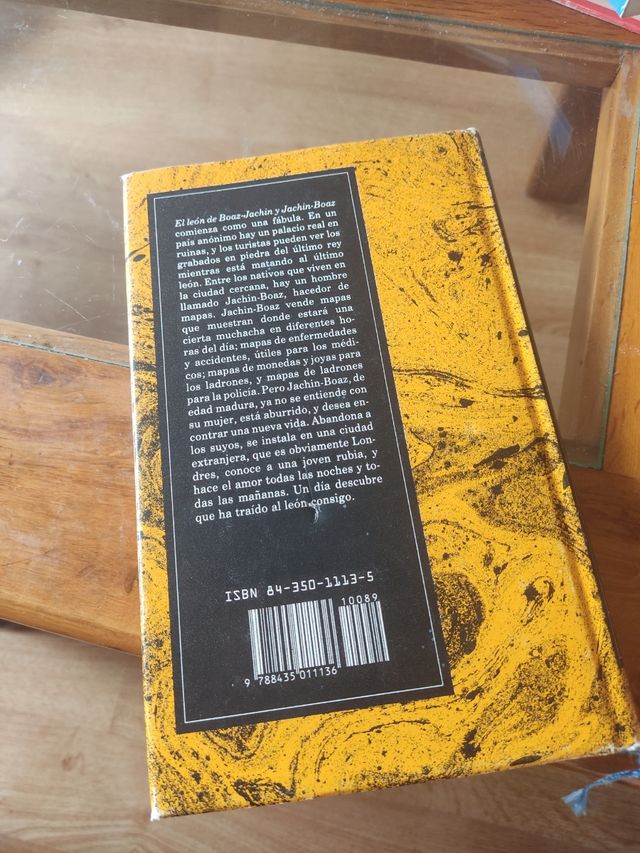 El león de Boaz-Jachin y Jachin-Boaz
comienza como una fábula. En un
país anónimo hay un palacio real en
ruinas, y los turistas pueden ver los
grabados en piedra del último rey
mientras está matando al último
león. Entre los nativos que viven en
la ciudad cercana, hay un hombre
llamado Jachin-Boaz, hacedor de
mapas. Jachin-Boaz vende mapas
que muestran donde estará una
cierta muchacha en diferentes ho-
ras del día; mapas de enfermedades
y accidentes, útiles para los médi-
cos; mapas de monedas y joyas para
los ladrones, y mapas de ladrones
para la policía. Pero Jachin-Boaz, de
edad madura, ya no se entiende con
su mujer, está aburrido, y desea en-
contrar una nueva vida. Abandona a
los suyos, se instala en una ciudad
extranjera, que es obviamente Lon-
dres, conoce a una joven rubia, y
hace el amor todas las noches y to-
das las mañanas. Un día descubre
que ha traído al león consigo.
ISBN 84-350-1113-5
10089
9 788435 011136